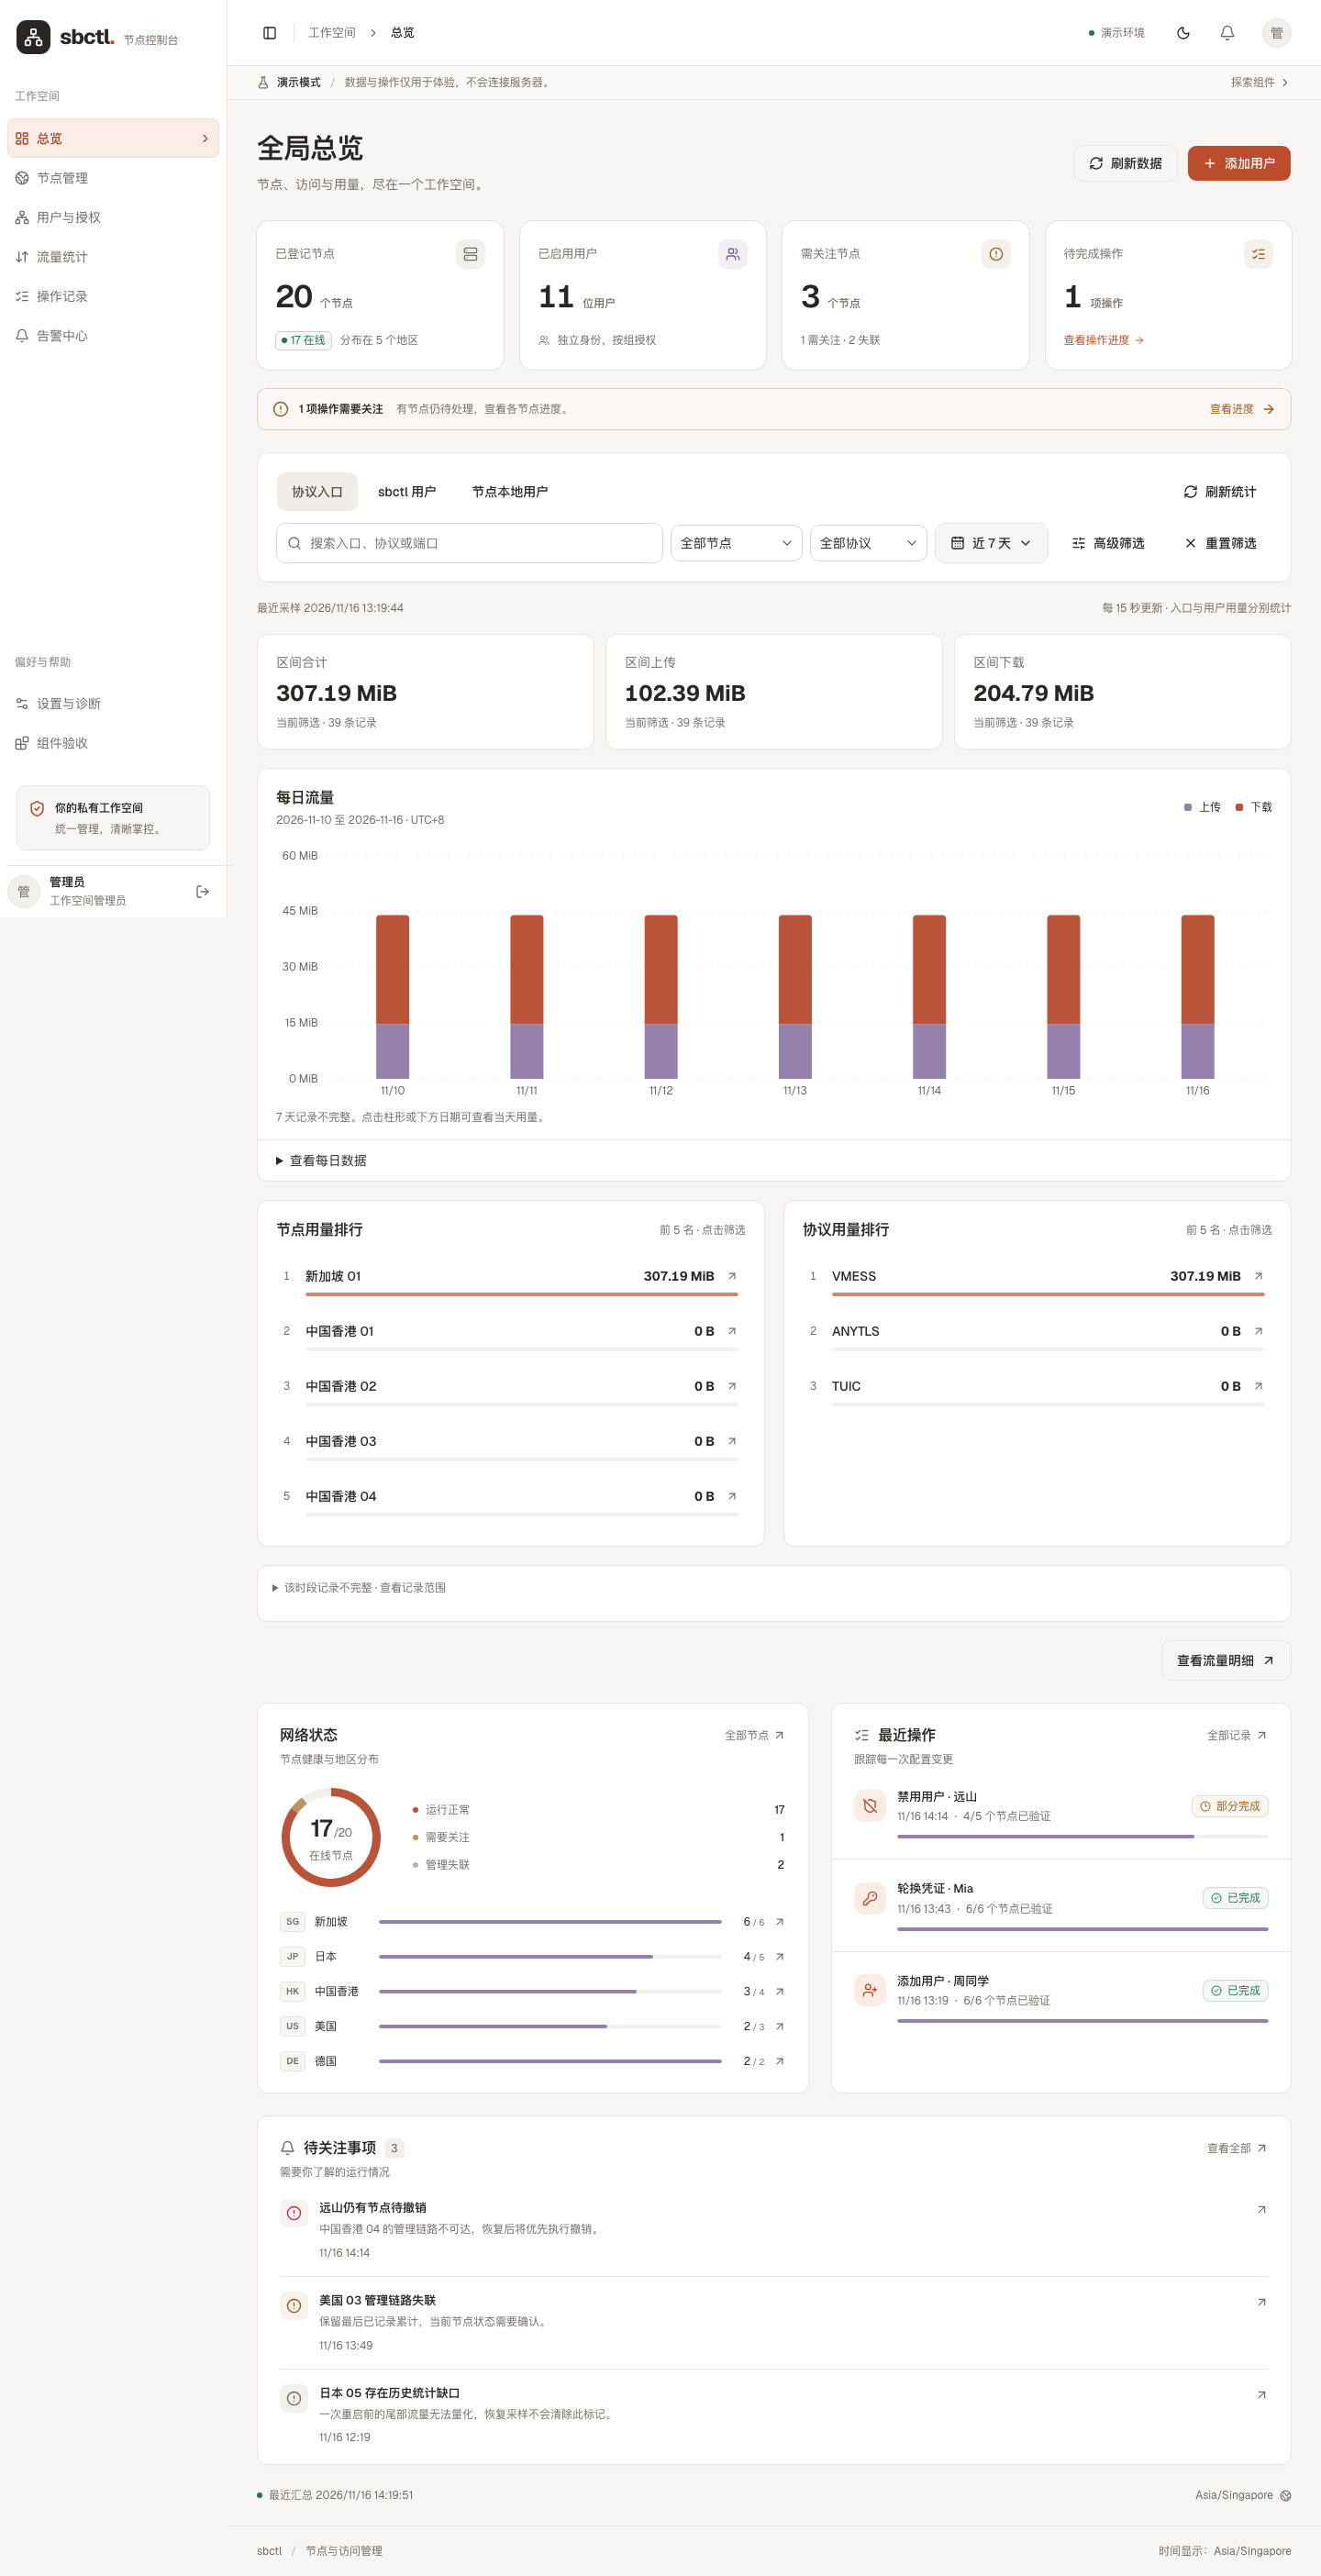 sbctl. 节点控制台
工作空间
总览
节点管理
用户与授权
流量统计
操作记录
告警中心
偏好与帮助
设置与诊断
组件验收
你的私有工作空间
统一管理，清晰掌控。
管 管理员
工作空间管理员
工作空间 总览
演示环境
管
演示模式 / 数据与操作仅用于体验，不会连接服务器。
探索组件
全局总览
节点、访问与用量，尽在一个工作空间。
刷新数据
添加用户
已登记节点
20 个节点
17 在线 分布在 5 个地区
已启用用户
11 位用户
独立身份，按组授权
需关注节点
3 个节点
1 需关注 · 2 失联
待完成操作
1 项操作
查看操作进度
1 项操作需要关注 有节点仍待处理，查看各节点进度。
查看进度
协议入口 sbctl 用户 节点本地用户
刷新统计
搜索入口、协议或端口
全部节点
全部协议
近 7 天
高级筛选
重置筛选
最近采样 2026/11/16 13:19:44
每 15 秒更新 · 入口与用户用量分别统计
区间合计
307.19 MiB
当前筛选 · 39 条记录
区间上传
102.39 MiB
当前筛选 · 39 条记录
区间下载
204.79 MiB
当前筛选 · 39 条记录
每日流量
2026-11-10 至 2026-11-16 · UTC+8
上传 下载
60 MiB
45 MiB
30 MiB
15 MiB
0 MiB
11/10 11/11 11/12 11/13 11/14 11/15 11/16
7 天记录不完整。点击柱形或下方日期可查看当天用量。
查看每日数据
节点用量排行
前 5 名 · 点击筛选
1 新加坡 01 307.19 MiB
2 中国香港 01 0 B
3 中国香港 02 0 B
4 中国香港 03 0 B
5 中国香港 04 0 B
协议用量排行
前 5 名 · 点击筛选
1 VMESS 307.19 MiB
2 ANYTLS 0 B
3 TUIC 0 B
该时段记录不完整 · 查看记录范围
查看流量明细
网络状态
全部节点
节点健康与地区分布
17/20
在线节点
运行正常 17
需要关注 1
管理失联 2
SG 新加坡 6 / 6
JP 日本 4 / 5
HK 中国香港 3 / 4
US 美国 2 / 3
DE 德国 2 / 2
最近操作
全部记录
跟踪每一次配置变更
禁用用户 · 远山
11/16 14:14 · 4/5 个节点已验证
部分完成
轮换凭证 · Mia
11/16 13:43 · 6/6 个节点已验证
已完成
添加用户 · 周同学
11/16 13:19 · 6/6 个节点已验证
已完成
待关注事项 3
查看全部
需要你了解的运行情况
远山仍有节点待撤销
中国香港 04 的管理链路不可达，恢复后将优先执行撤销。
11/16 14:14
美国 03 管理链路失联
保留最后已记录累计，当前节点状态需要确认。
11/16 13:49
日本 05 存在历史统计缺口
一次重启前的尾部流量无法量化，恢复采样不会清除此标记。
11/16 12:19
最近汇总 2026/11/16 14:19:51
Asia/Singapore
sbctl / 节点与访问管理
时间显示：Asia/Singapore